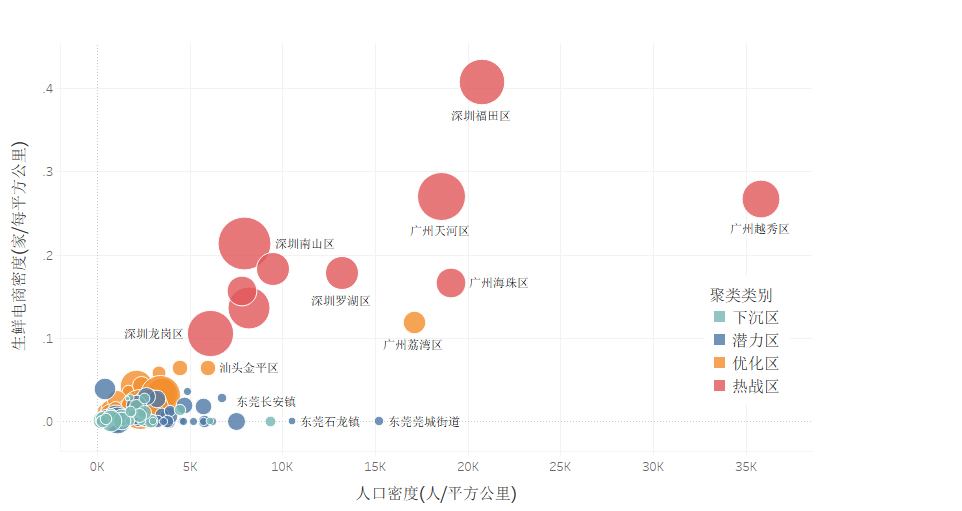 .4
深圳福田区
.3
广州天河区
广州越秀区
深圳南山区
.2
广州海珠区
深圳罗湖区
聚类类别
下沉区
潜力区
优化区
热战区
深圳龙岗区
.1
广州荔湾区
汕头金平区
东莞长安镇
.0
东莞石龙镇
东莞莞城街道
0K 5K 10K 15K 20K 25K 30K 35K
人口密度(人/平方公里)
生鲜电商密度(家/每平方公里)